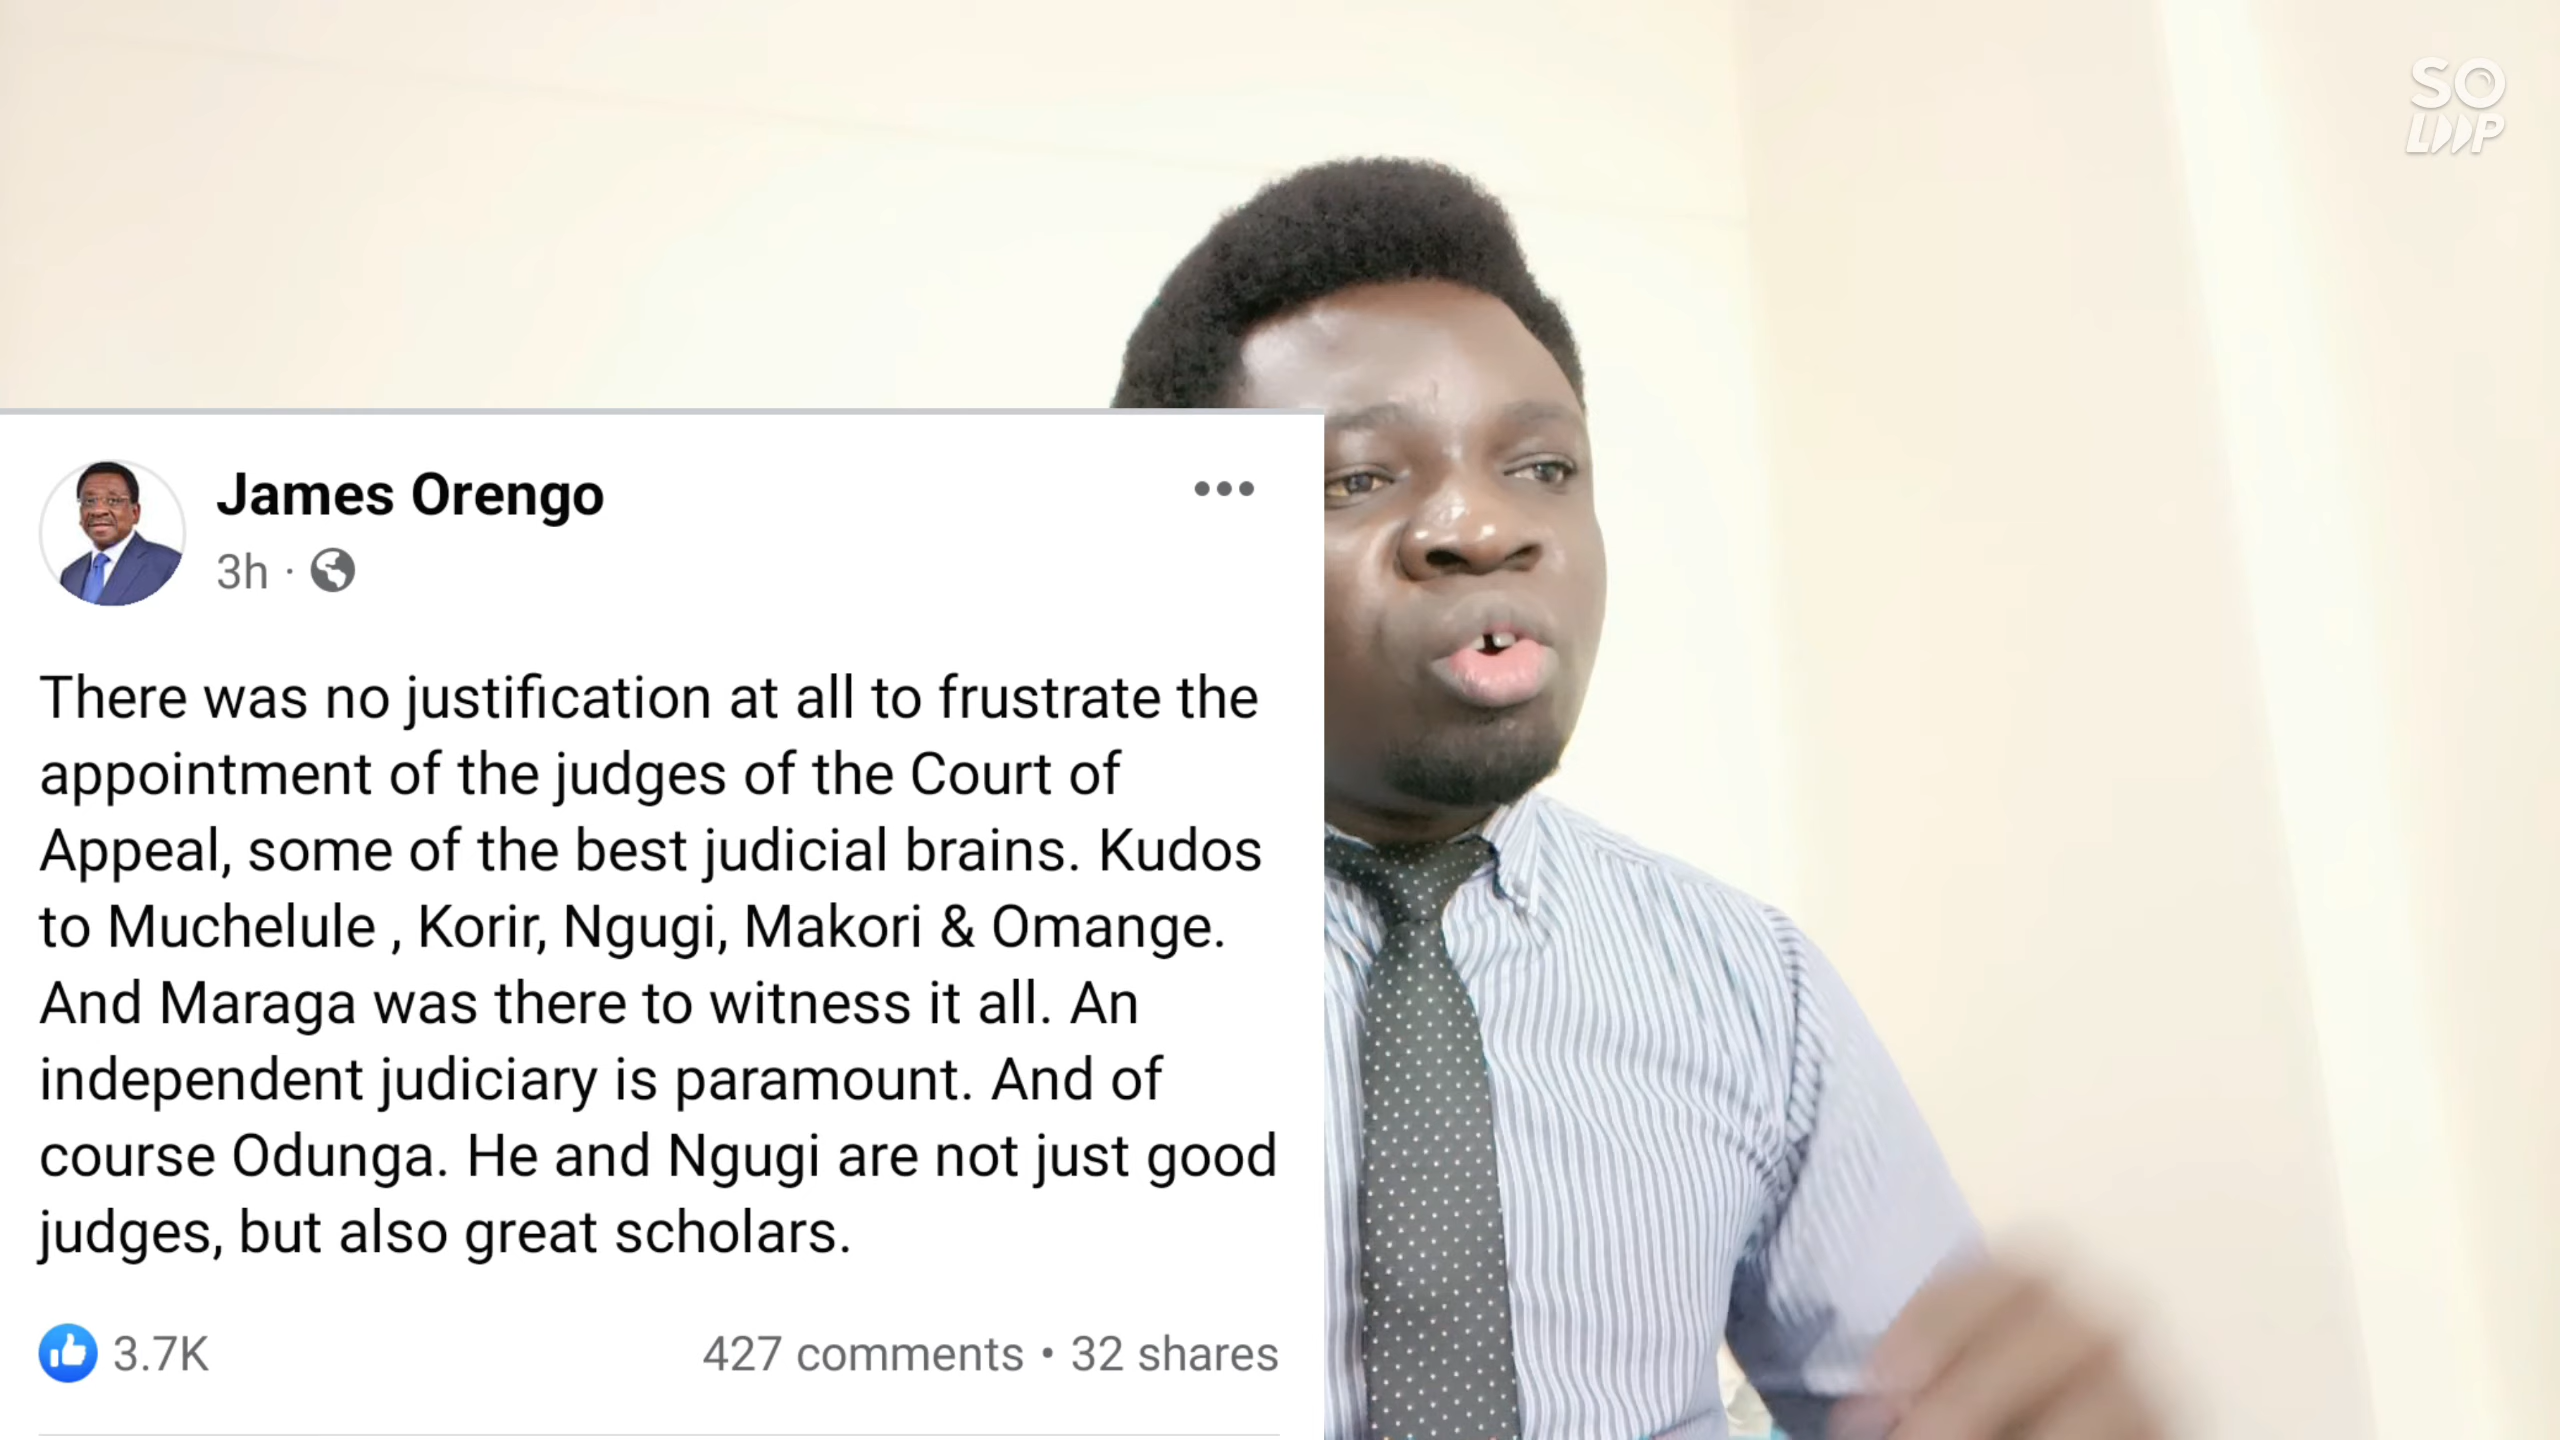 SO
LOOP
James Orengo
3h ·
There was no justification at all to frustrate the
appointment of the judges of the Court of
Appeal, some of the best judicial brains. Kudos
to Muchelule , Korir, Ngugi, Makori & Omange.
And Maraga was there to witness it all. An
independent judiciary is paramount. And of
course Odunga. He and Ngugi are not just good
judges, but also great scholars.
3.7K
427 comments • 32 shares